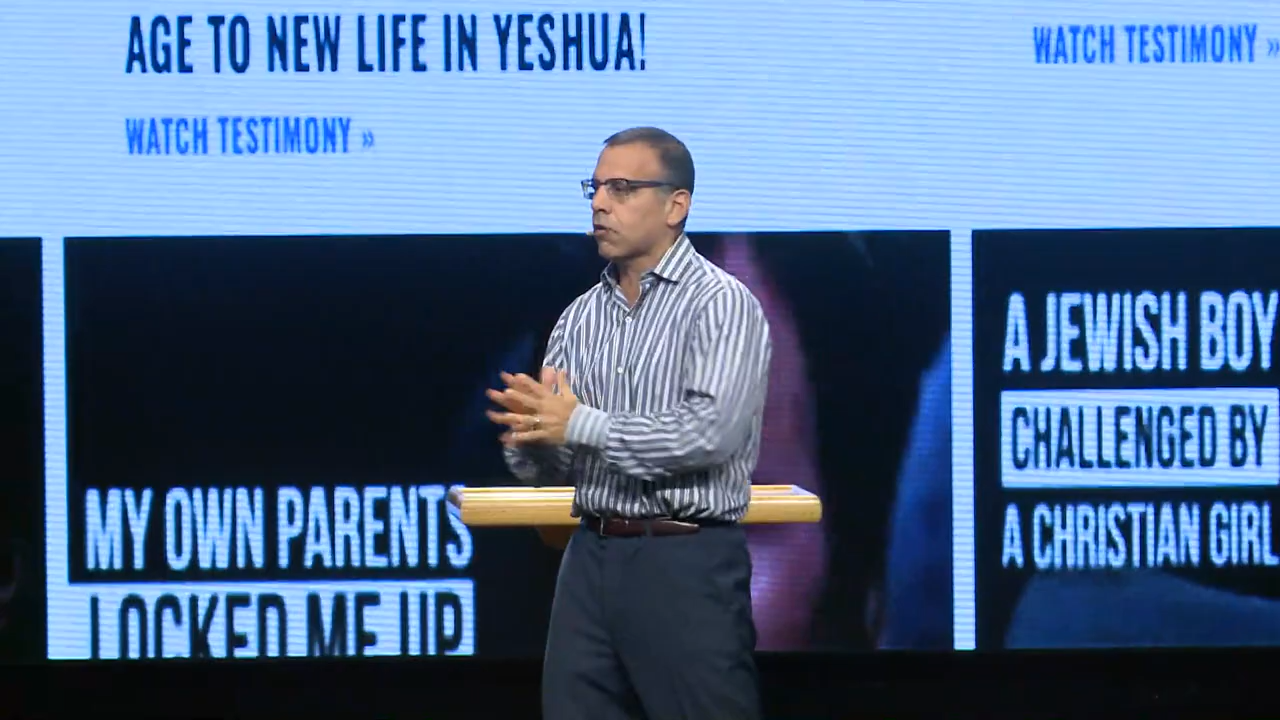 AGE TO NEW LIFE IN YESHUA!
WATCH TESTIMONY »
WATCH TESTIMONY »
MY OWN PARENTS
LOCKED ME UP
A JEWISH BOY
CHALLENGED BY
A CHRISTIAN GIRL